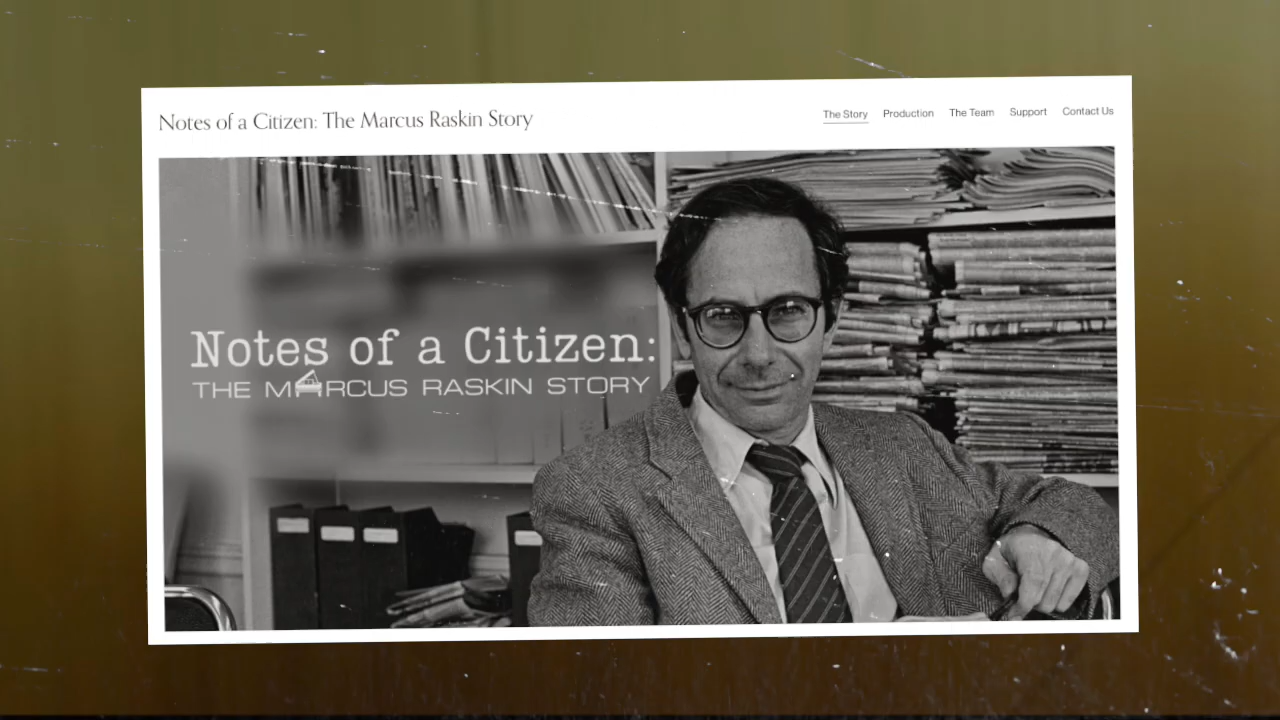 Notes of a Citizen: The Marcus Raskin Story
The Story Production The Team Support Contact Us
Notes of a Citizen:
THE MARCUS RASKIN STORY